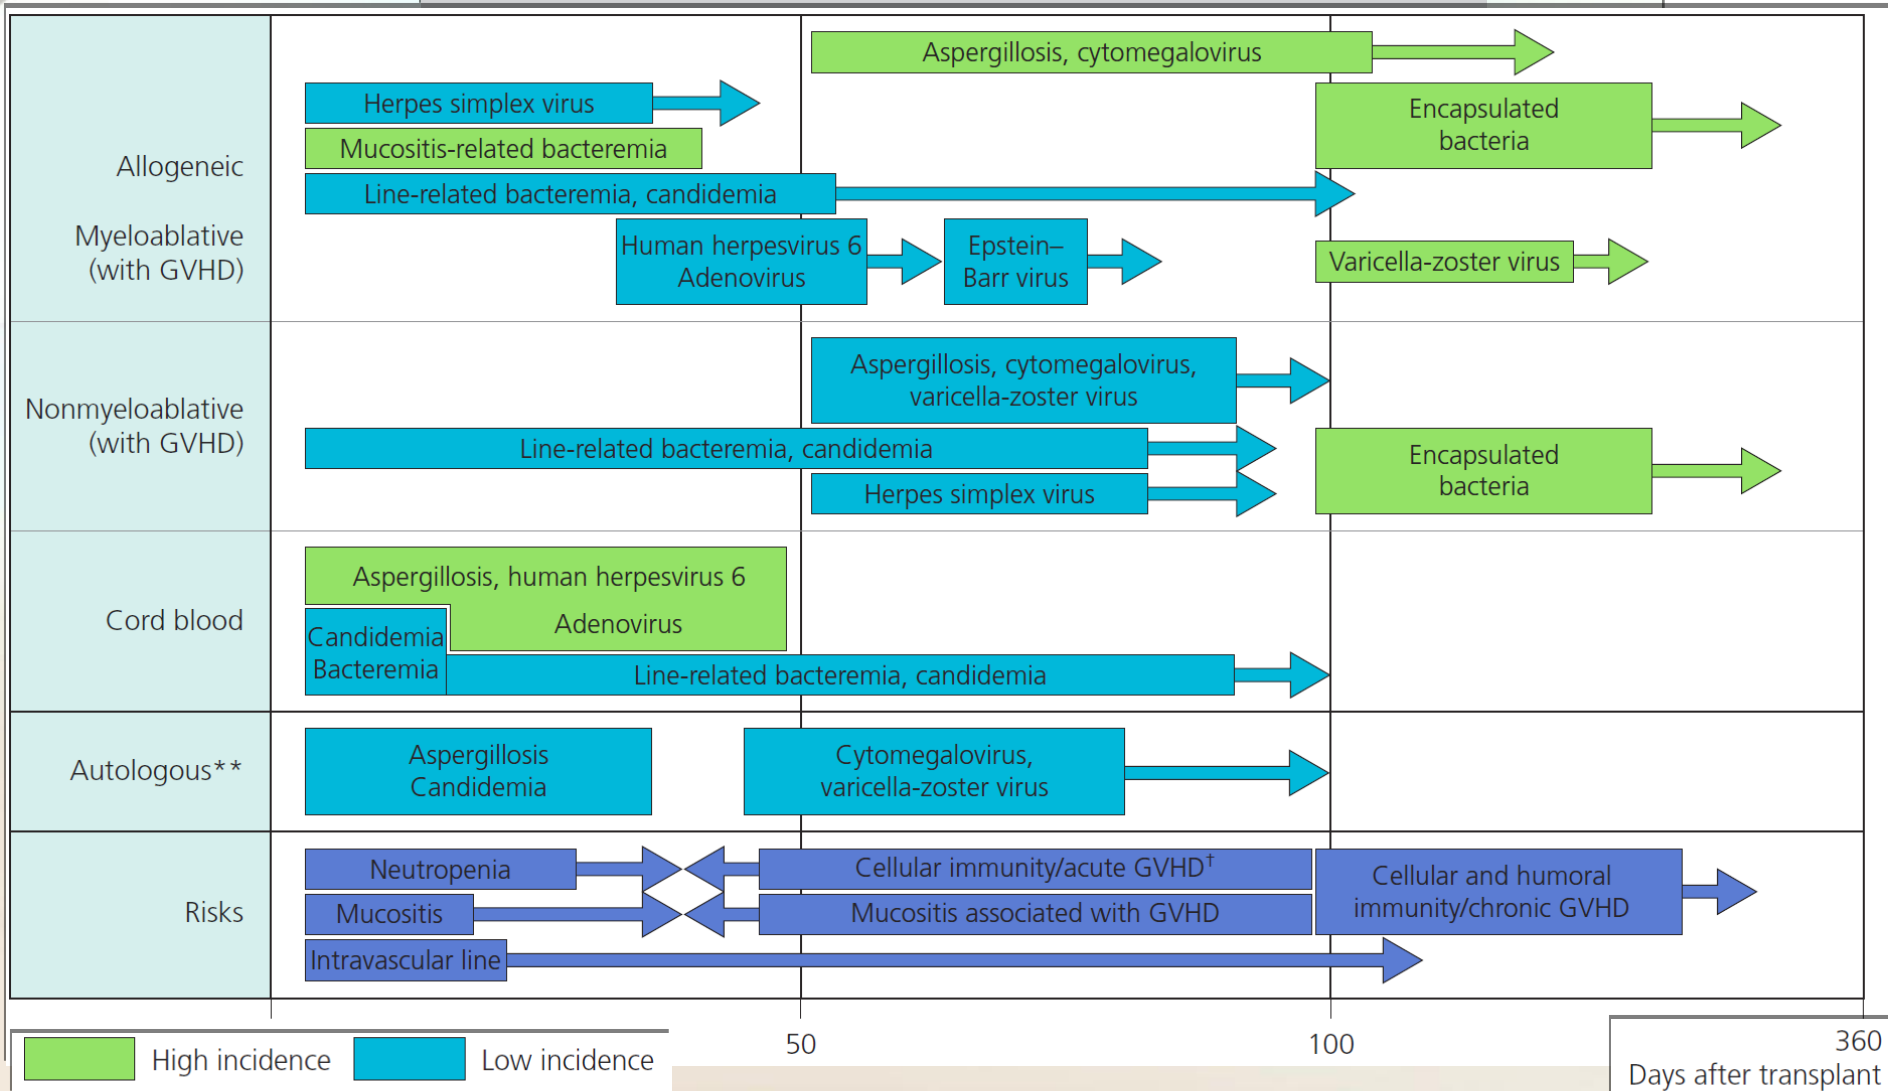 Aspergillosis, cytomegalovirus
Herpes simplex virus
Encapsulated
bacteria
Mucositis-related bacteremia
Allogeneic
Line-related bacteremia, candidemia
Myeloablative
(with GVHD)
Human herpesvirus 6
Adenovirus
Epstein–
Barr virus
Varicella-zoster virus
Aspergillosis, cytomegalovirus,
varicella-zoster virus
Nonmyeloablative
(with GVHD)
Line-related bacteremia, candidemia
Encapsulated
bacteria
Herpes simplex virus
Aspergillosis, human herpesvirus 6
Adenovirus
Cord blood
Candidemia
Bacteremia
Line-related bacteremia, candidemia
Autologous**
Aspergillosis
Candidemia
Cytomegalovirus,
varicella-zoster virus
Risks
Neutropenia
Cellular immunity/acute GVHD†
Cellular and humoral
immunity/chronic GVHD
Mucositis
Mucositis associated with GVHD
Intravascular line
50
100
360
High incidence
Low incidence
Days after transplant